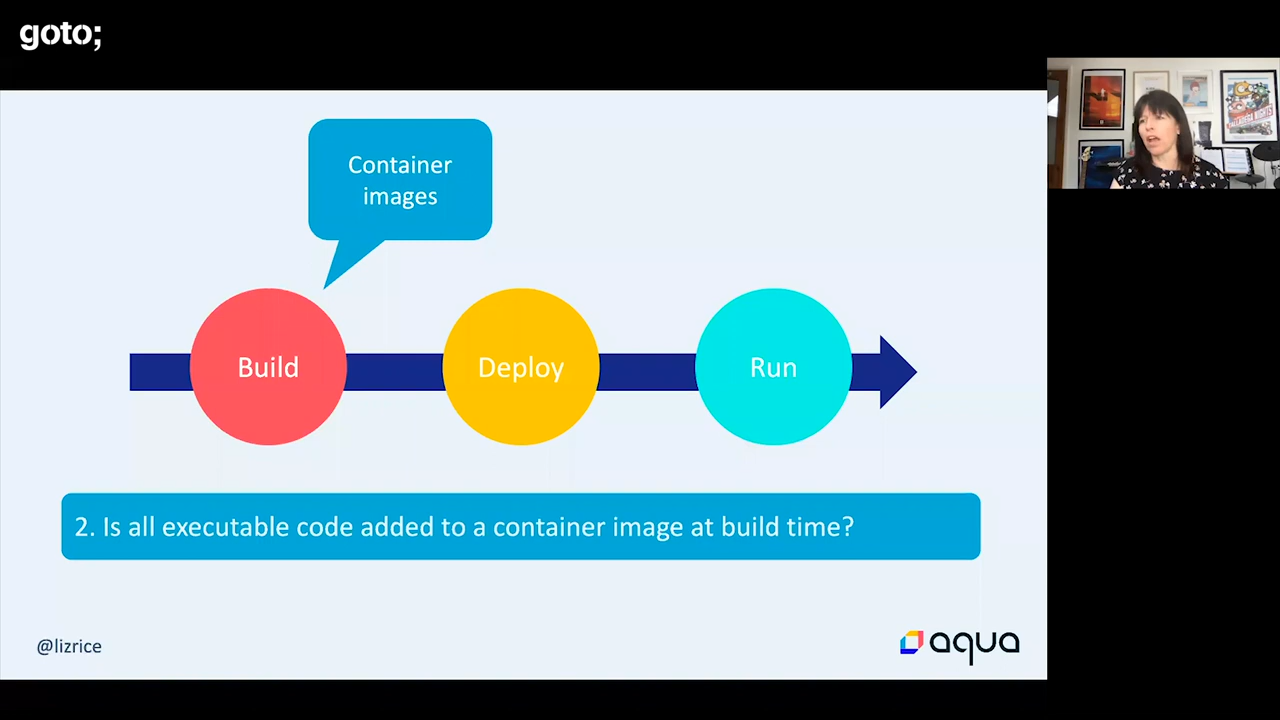 goto;
Container
images
Build
Deploy
Run
2. Is all executable code added to a container image at build time?
@lizrice
aqua